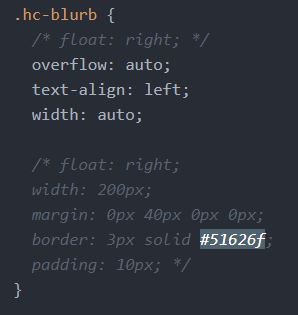 .hc-blurb {
/* float: right; */
overflow: auto;
text-align: left;
width: auto;
/* float: right;
width: 200px;
margin: 0px 40px 0px 0px;
border: 3px solid #51626f;
padding: 10px; */
}